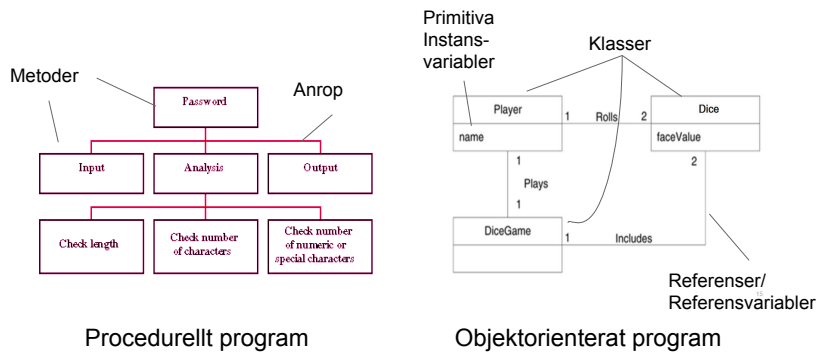 Metoder
Anrop
Password
Input
Analysis
Output
Check length
Check number
of characters
Check number
of numeric or
special characters
Procedurellt program
Primitiva
Instans-
variabler
Klasser
Player
name
1
Rolls
2
Dice
faceValue
1
Plays
1
2
DiceGame
1
Includes
Referenser/
Referensvariabler
15
Objektorienterat program